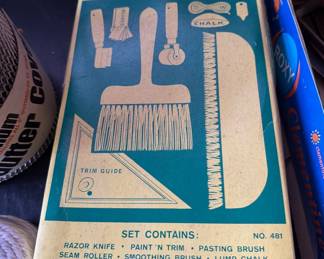 CHALK
TRIM GUIDE
SET CONTAINS: NO. 481
RAZOR KNIFE • PAINT 'N TRIM • PASTING BRUSH
SEAM ROLLER • SMOOTHING BRUSH • LUMP CHALK